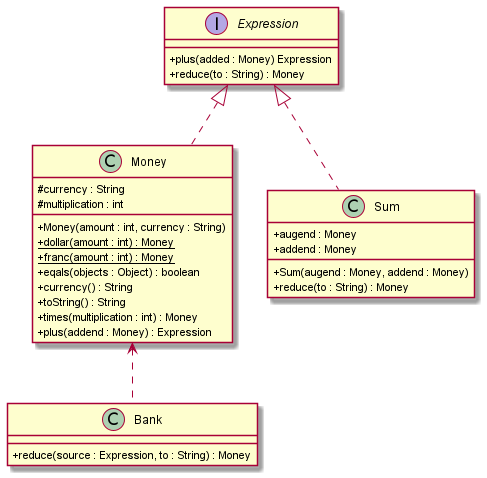 I Expression
+plus(added : Money) Expression
+reduce(to : String) : Money
C Money
#currency : String
#multiplication : int
+Money(amount : int, currency : String)
+dollar(amount : int) : Money
+franc(amount : int) : Money
+eqals(objects : Object) : boolean
+currency() : String
+toString() : String
+times(multiplication : int) : Money
+plus(addend : Money) : Expression
C Sum
+augend : Money
+addend : Money
+Sum(augend : Money, addend : Money)
+reduce(to : String) : Money
C Bank
+reduce(source : Expression, to : String) : Money